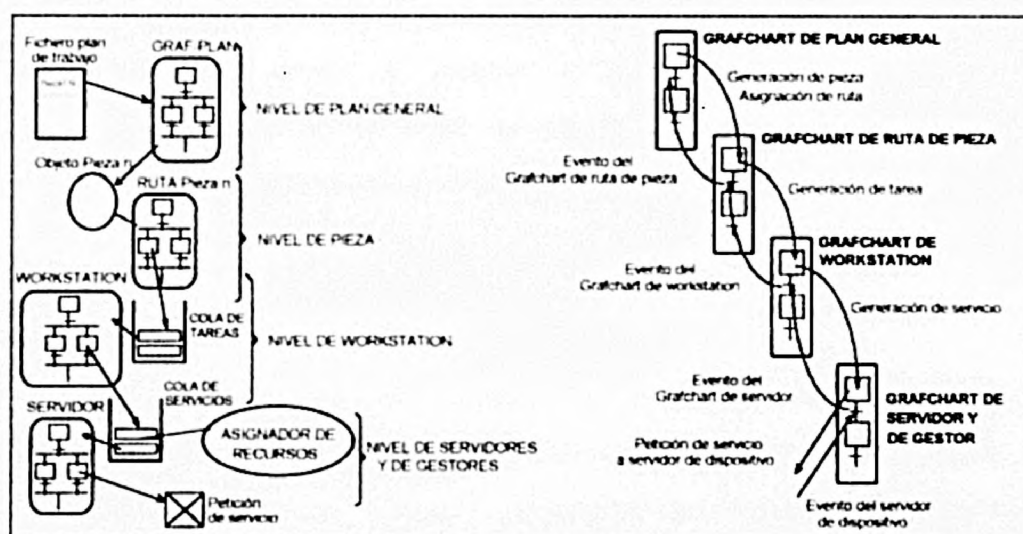 Fichero plan
de trabajo
GRAF PLAN
NIVEL DE PLAN GENERAL
Objeto Pieza n
RUTA Pieza n
NIVEL DE PIEZA
WORKSTATION
COLA DE
TAREAS
NIVEL DE WORKSTATION
COLA DE
SERVICIOS
SERVIDOR
ASIGNADOR DE
RECURSOS
NIVEL DE SERVIDORES
Y DE GESTORES
Petición
de servicio
GRAFCHART DE PLAN GENERAL
Generación de pieza
Asignación de ruta
GRAFCHART DE RUTA DE PIEZA
Evento del
Grafchart de ruta de pieza
Generación de tarea
GRAFCHART DE
WORKSTATION
Evento del
Grafchart de workstation
Generación de servicio
Evento del
Grafchart de servidor
GRAFCHART DE
SERVIDOR Y
DE GESTOR
Petición de servicio
a servidor de dispositivo
Evento del servidor
de dispositivo